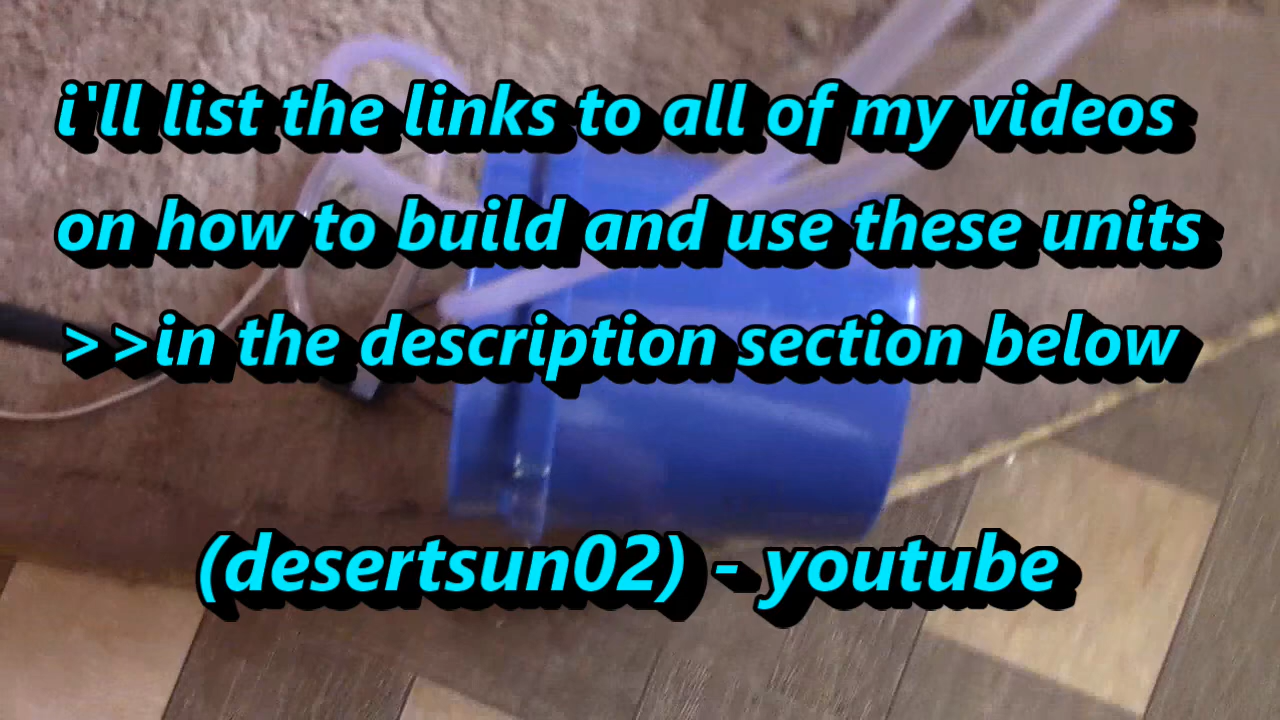 i'll list the links to all of my videos
on how to build and use these units
>>in the description section below
(desertsun02) - youtube